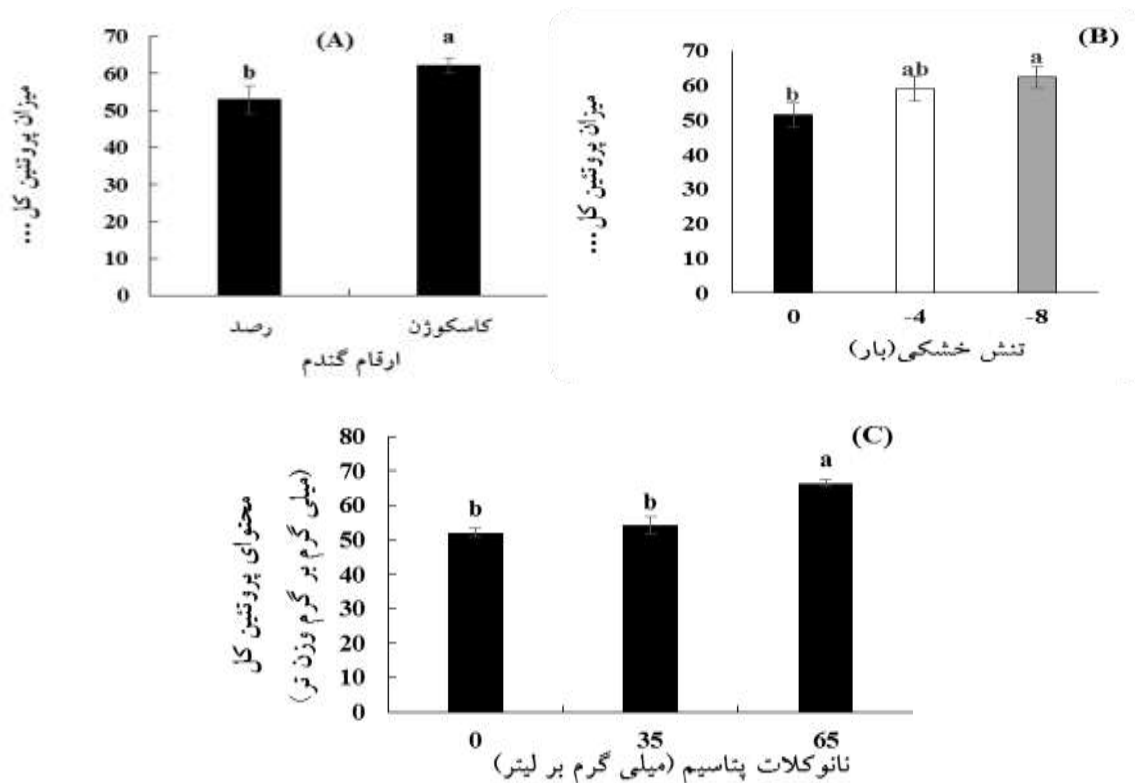 (A)
میزان پروتئین کل...
70
60
50
40
30
20
10
0
b
a
رصد
کاسکوژن
ارقام گندم
(B)
میزان پروتئین کل...
70
60
50
40
30
20
10
0
b
ab
a
0
-4
-8
تنش خشکی(بار)
(C)
محتوای پروتئین کل
(میلی گرم بر گرم وزن تر)
80
70
60
50
40
30
20
10
0
b
b
a
0
35
65
نانوکلات پتاسیم (میلی گرم بر لیتر)